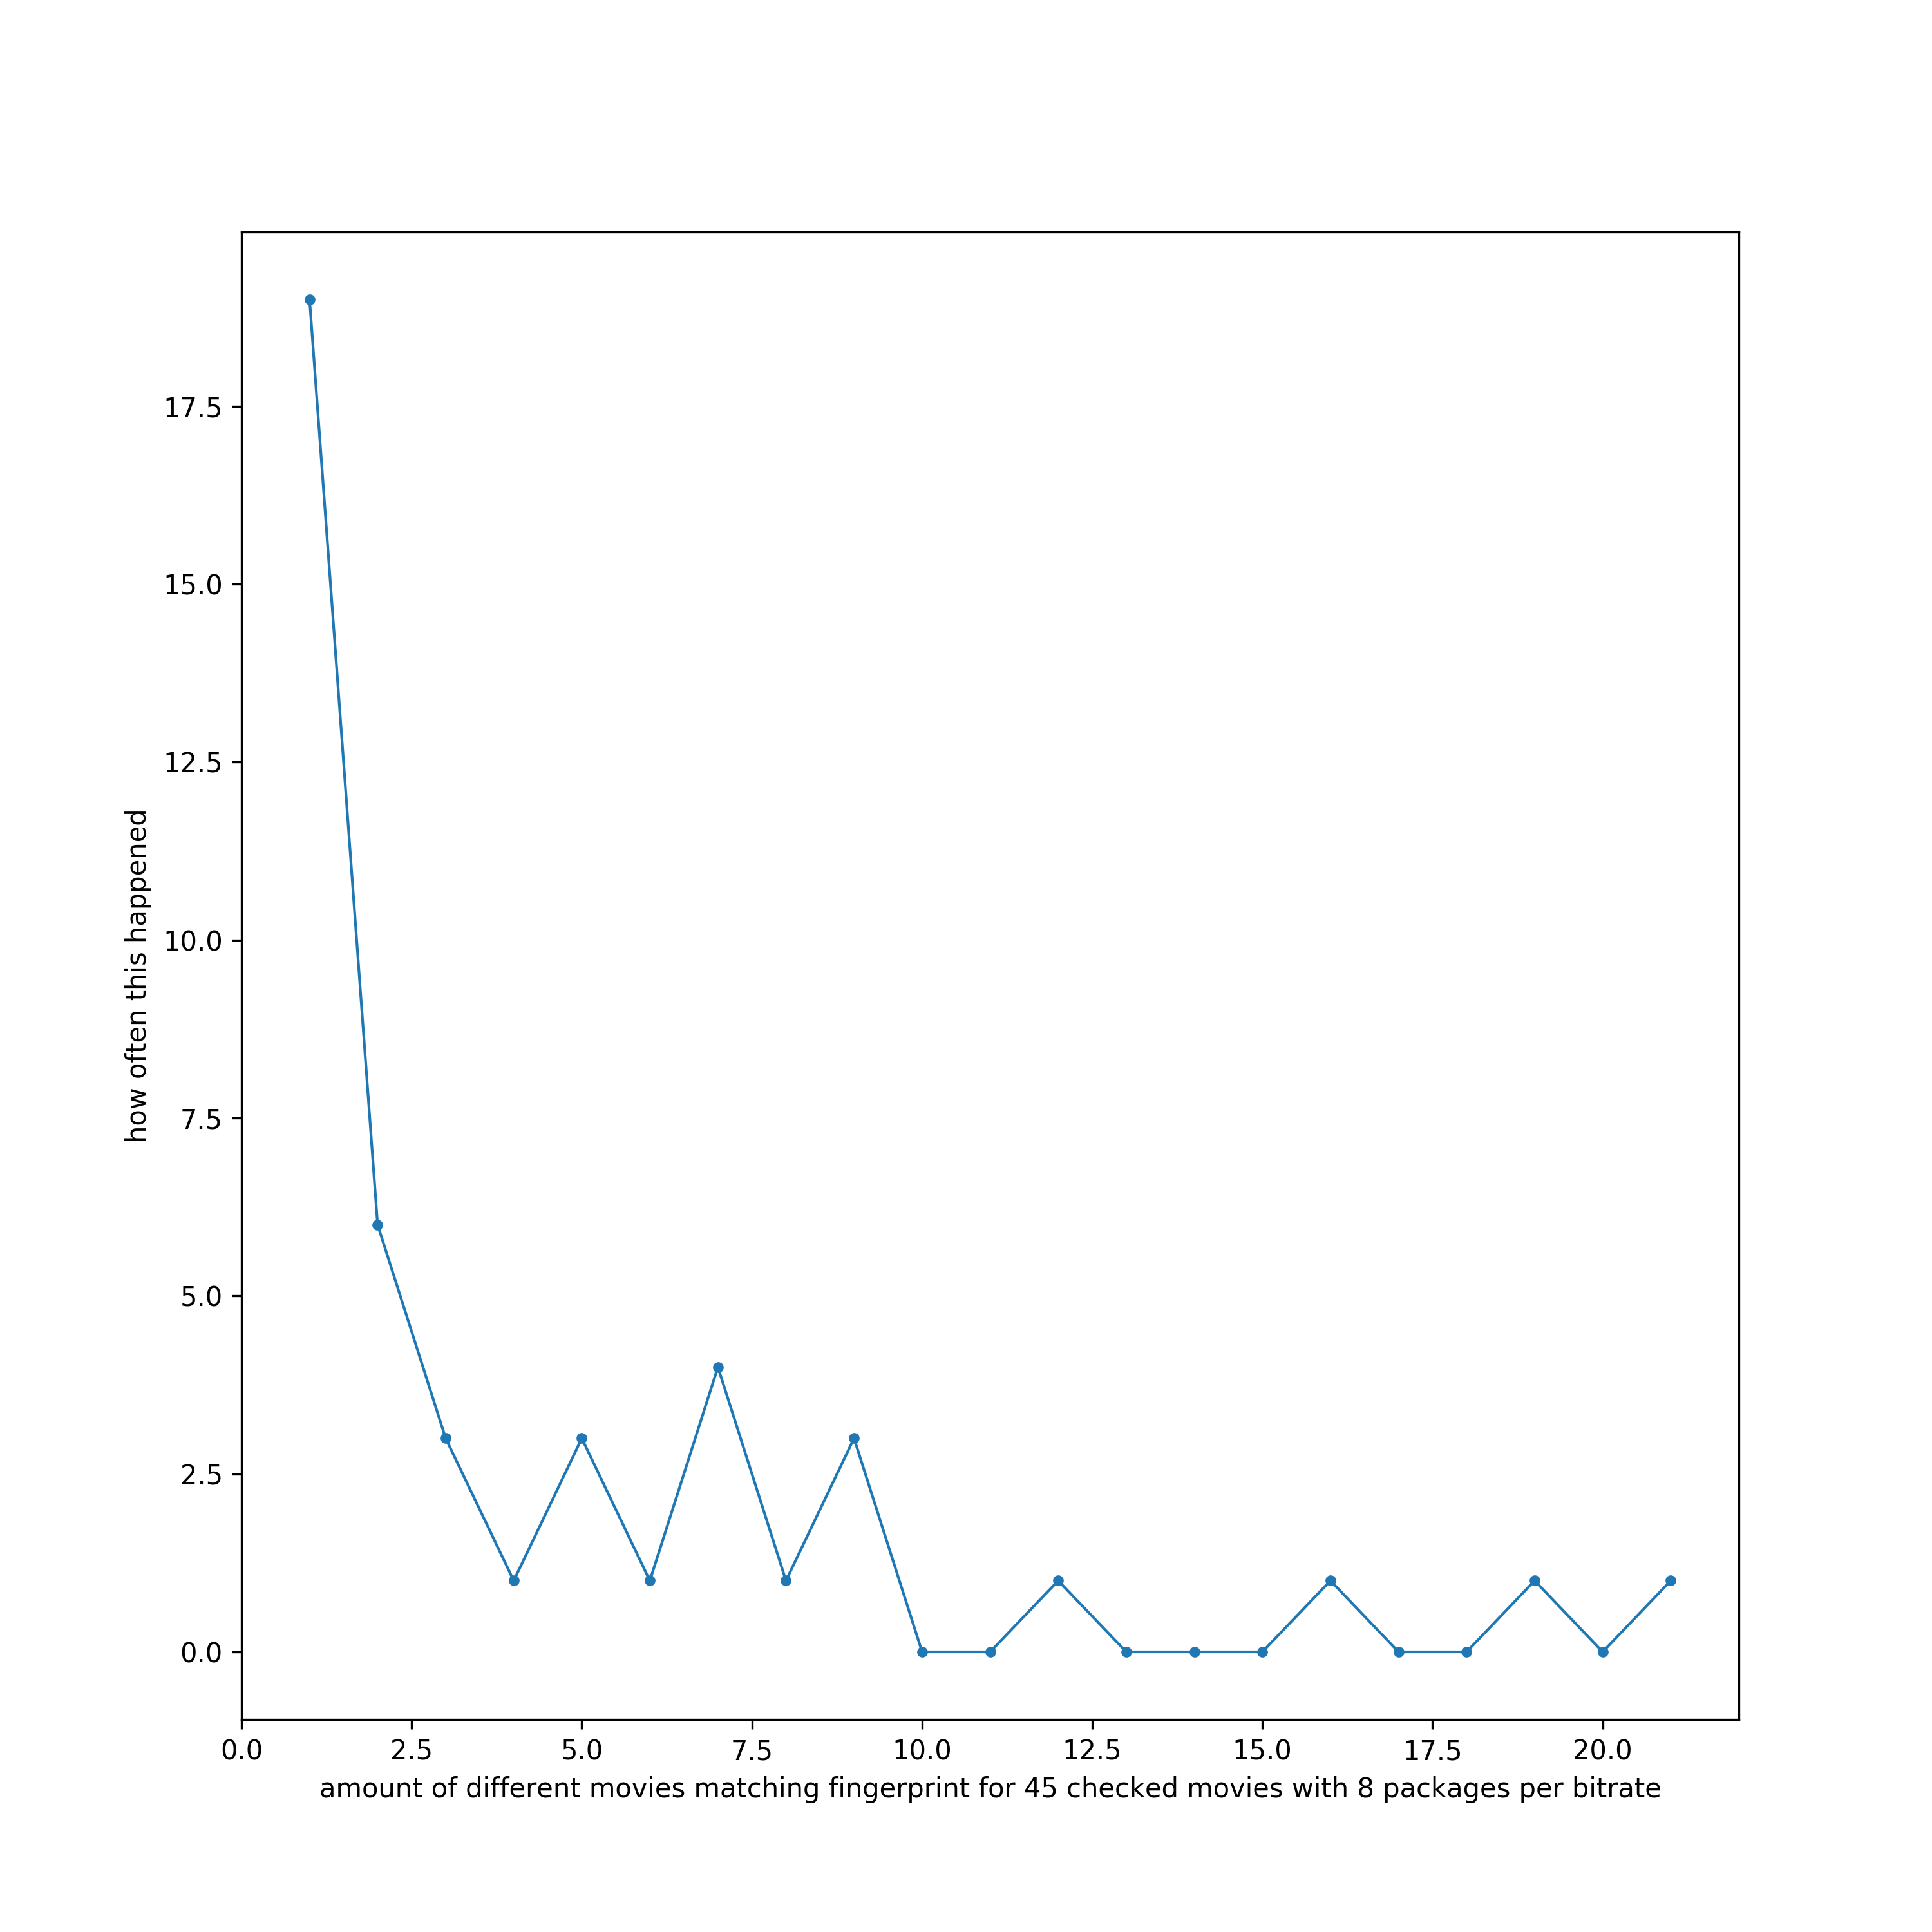 17.5
15.0
12.5
10.0
7.5
5.0
2.5
0.0
how often this happened
0.0 2.5 5.0 7.5 10.0 12.5 15.0 17.5 20.0
amount of different movies matching fingerprint for 45 checked movies with 8 packages per bitrate